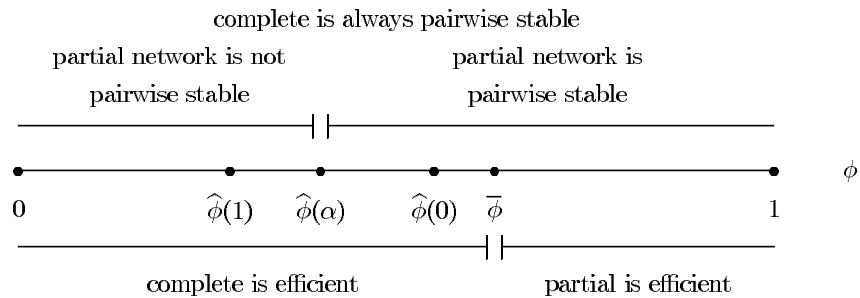 complete is always pairwise stable
partial network is not
pairwise stable
partial network is
pairwise stable
ϕ
0
ϕ̂(1)
ϕ̂(α)
ϕ̂(0)
ϕ̅
1
complete is efficient
partial is efficient